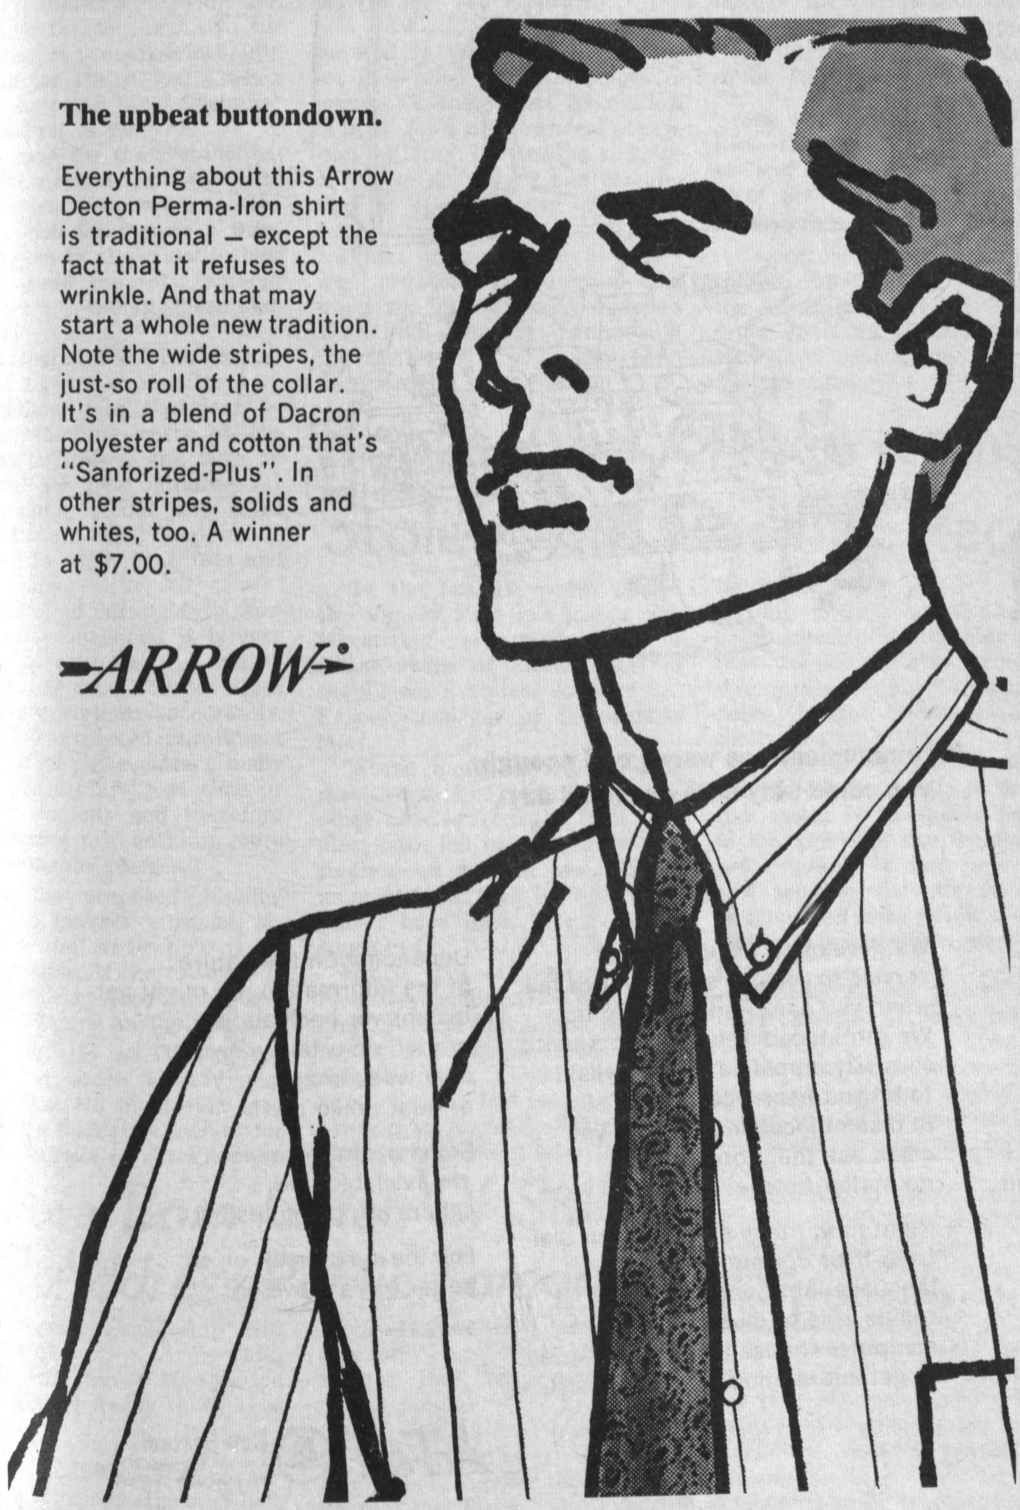 The upbeat buttondown.
Everything about this Arrow
Decton Perma-Iron shirt
is traditional — except the
fact that it refuses to
wrinkle. And that may
start a whole new tradition.
Note the wide stripes, the
just-so roll of the collar.
It's in a blend of Dacron
polyester and cotton that's
"Sanforized-Plus". In
other stripes, solids and
whites, too. A winner
at $7.00.
ARROW